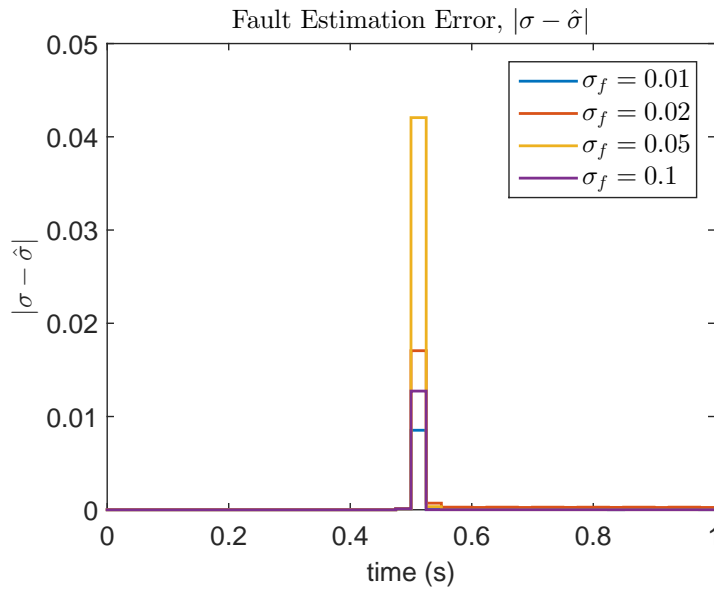 Fault Estimation Error, |σ − σ̂|
0.05
0.04
0.03
0.02
0.01
0
|σ − σ̂|
σ_f = 0.01
σ_f = 0.02
σ_f = 0.05
σ_f = 0.1
0 0.2 0.4 0.6 0.8 1
time (s)